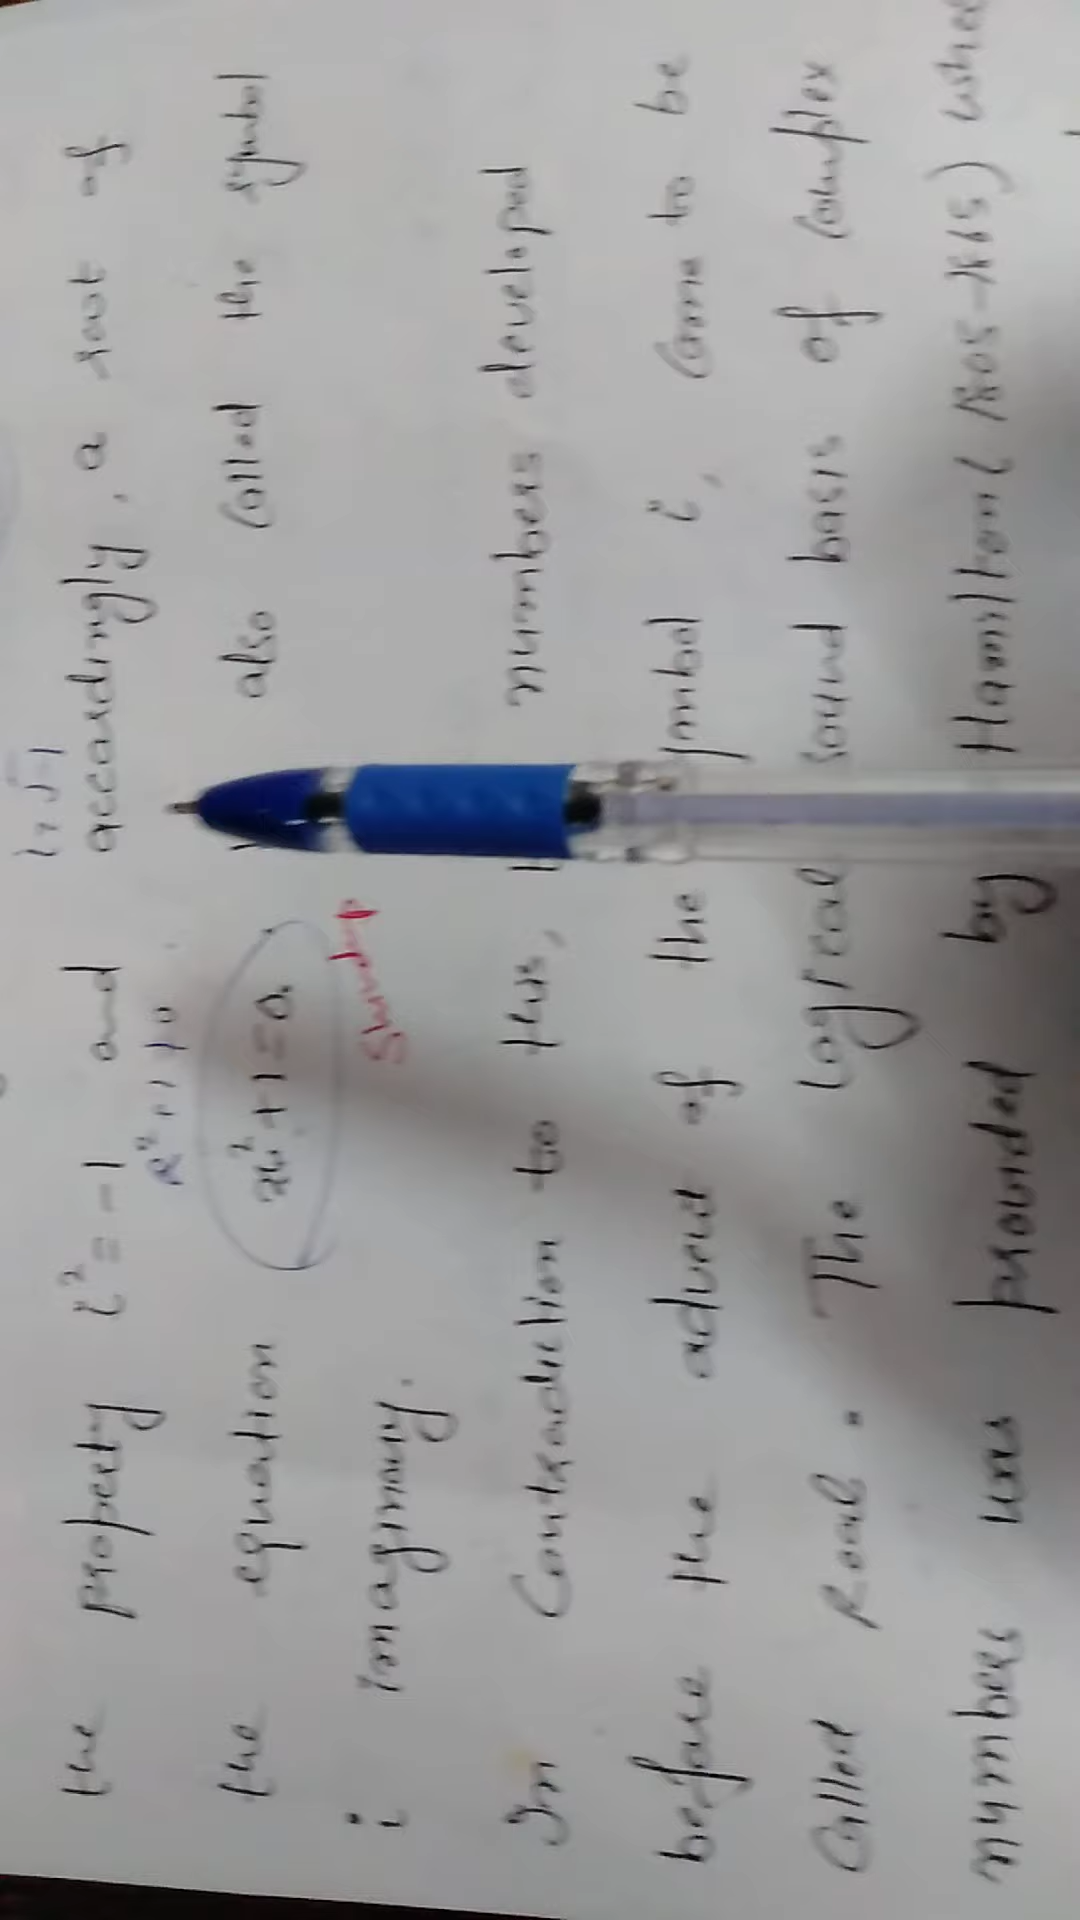 i, √-1
the property i² = -1 and accordingly, a root of
the equation x² + 1 = 0. also called the symbol
i imaginary.
In Contradiction to this, numbers developed
before the advent of the symbol i, Came to be
Called Real. The Logical sound basis of Complex
numbers was provided by Hamilton (1805-1865) who